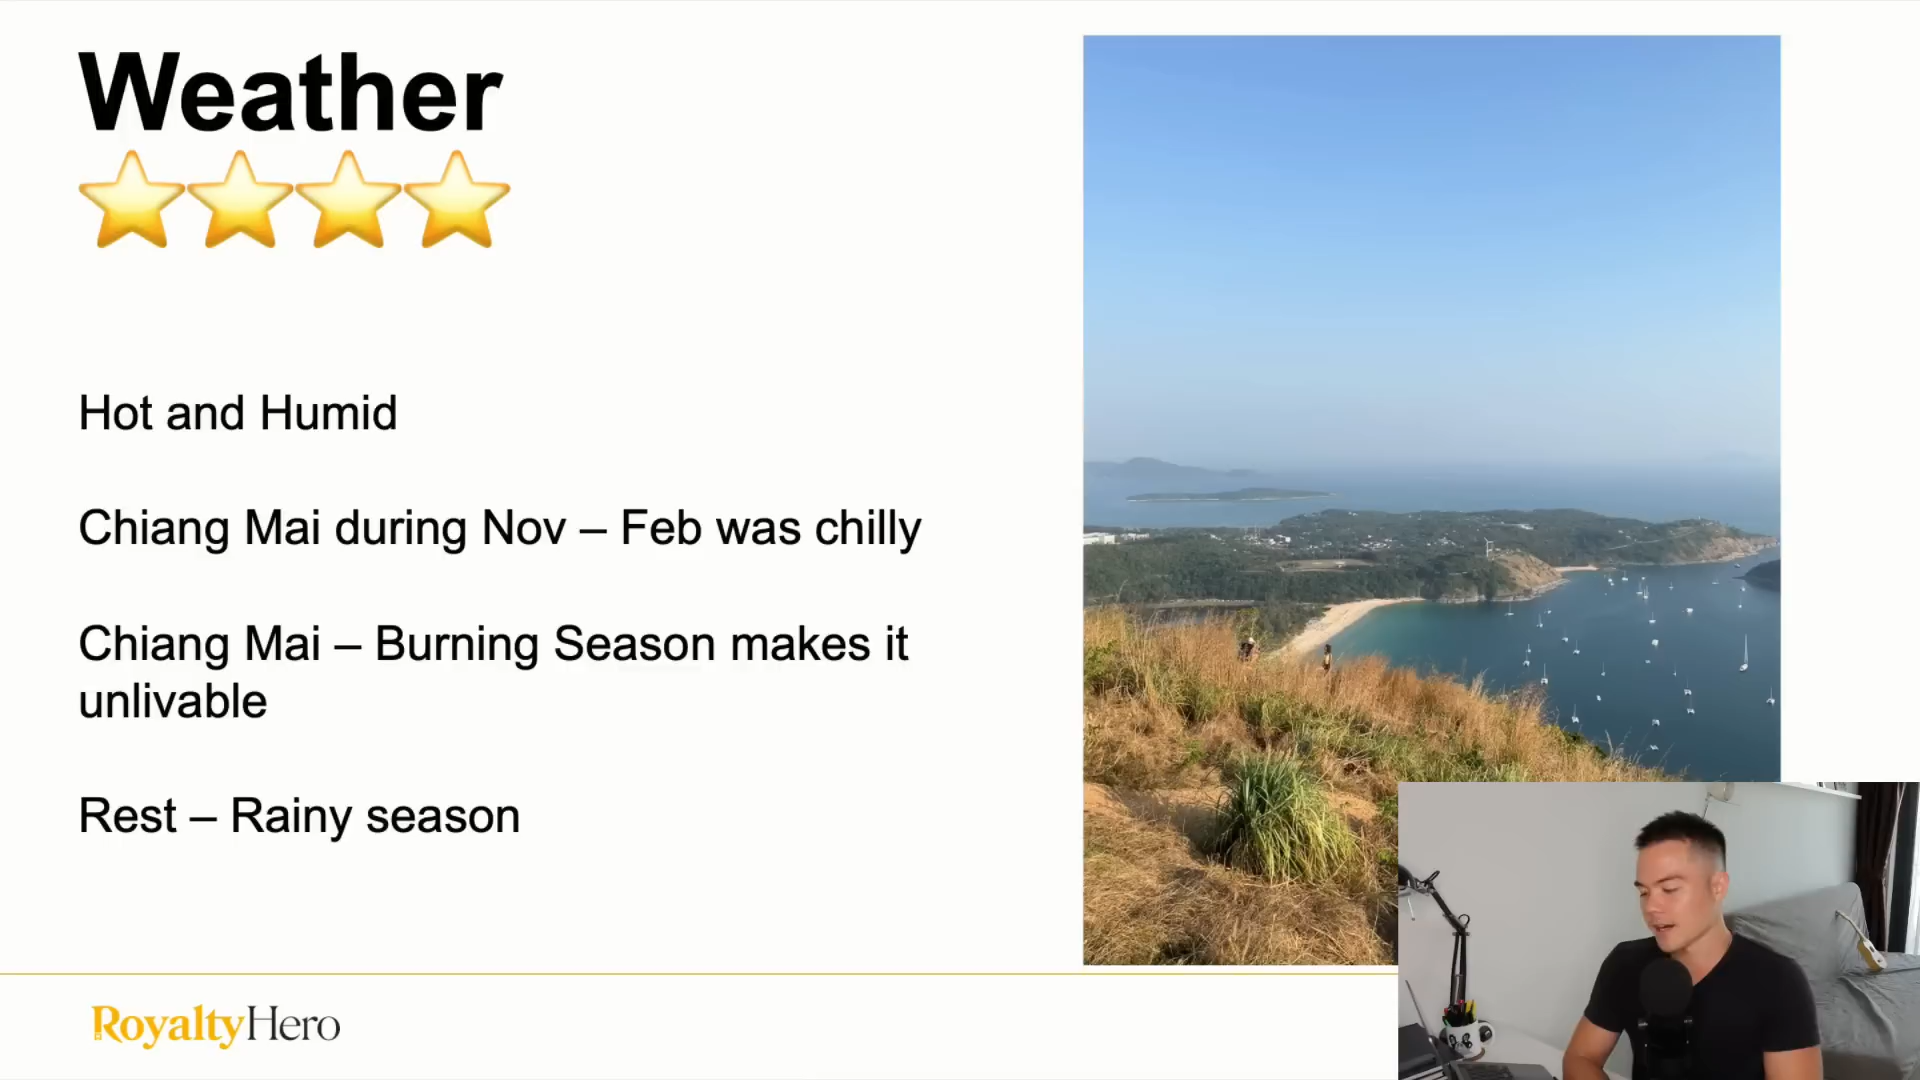 Weather
Hot and Humid
Chiang Mai during Nov – Feb was chilly
Chiang Mai – Burning Season makes it
unlivable
Rest – Rainy season
RoyaltyHero